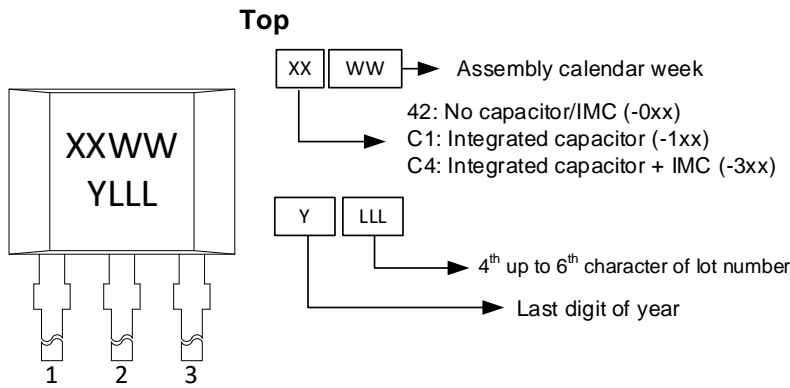 Top
XX WW Assembly calendar week
42: No capacitor/IMC (-0xx)
C1: Integrated capacitor (-1xx)
C4: Integrated capacitor + IMC (-3xx)
XXWW
YLLL
Y LLL
4th up to 6th character of lot number
Last digit of year
1 2 3